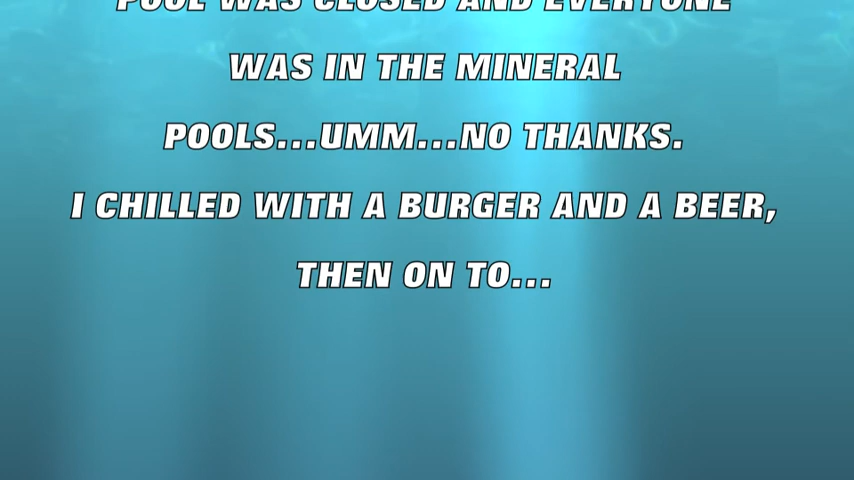 POOL WAS CLOSED AND EVERYONE
WAS IN THE MINERAL
POOLS...UMM...NO THANKS.
I CHILLED WITH A BURGER AND A BEER,
THEN ON TO...